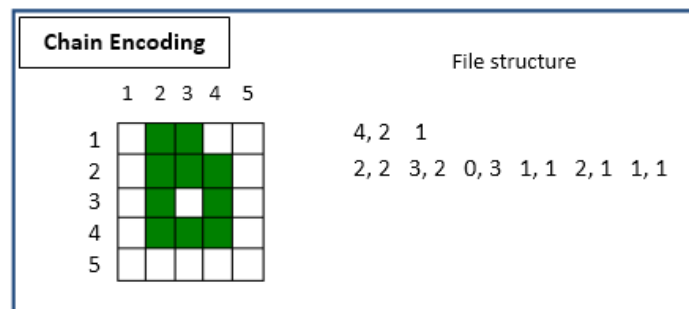 Chain Encoding
File structure
1 2 3 4 5
1
2
3
4
5
4, 2 1
2, 2 3, 2 0, 3 1, 1 2, 1 1, 1